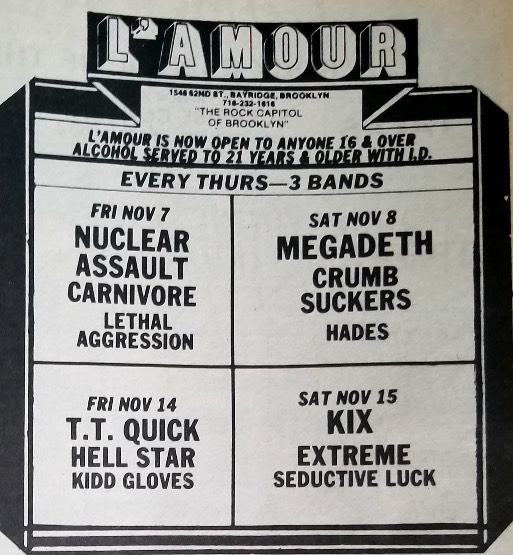 L'AMOUR
1546 62ND ST., BAYRIDGE, BROOKLYN
718-232-1616
"THE ROCK CAPITOL
OF BROOKLYN"
L'AMOUR IS NOW OPEN TO ANYONE 16 & OVER
ALCOHOL SERVED TO 21 YEARS & OLDER WITH I.D.
EVERY THURS—3 BANDS
FRI NOV 7
NUCLEAR
ASSAULT
CARNIVORE
LETHAL
AGGRESSION
SAT NOV 8
MEGADETH
CRUMB
SUCKERS
HADES
FRI NOV 14
T.T. QUICK
HELL STAR
KIDD GLOVES
SAT NOV 15
KIX
EXTREME
SEDUCTIVE LUCK